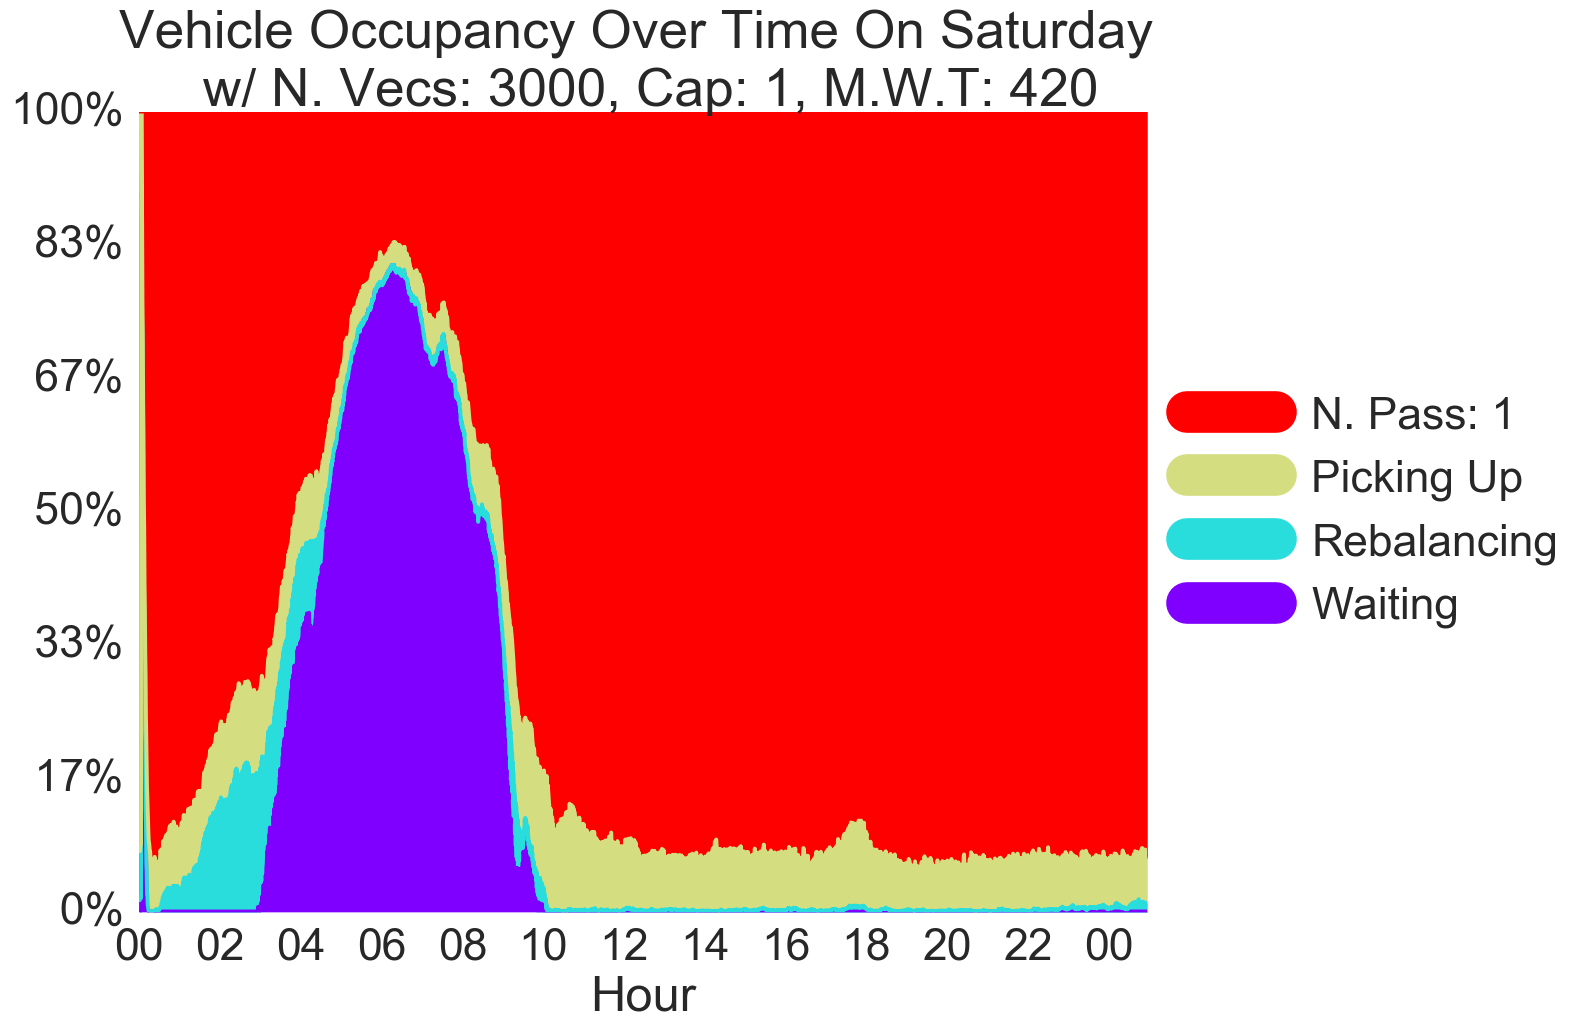 Vehicle Occupancy Over Time On Saturday
w/ N. Vecs: 3000, Cap: 1, M.W.T: 420
100%
83%
67%
50%
33%
17%
0%
00 02 04 06 08 10 12 14 16 18 20 22 00
Hour
N. Pass: 1
Picking Up
Rebalancing
Waiting